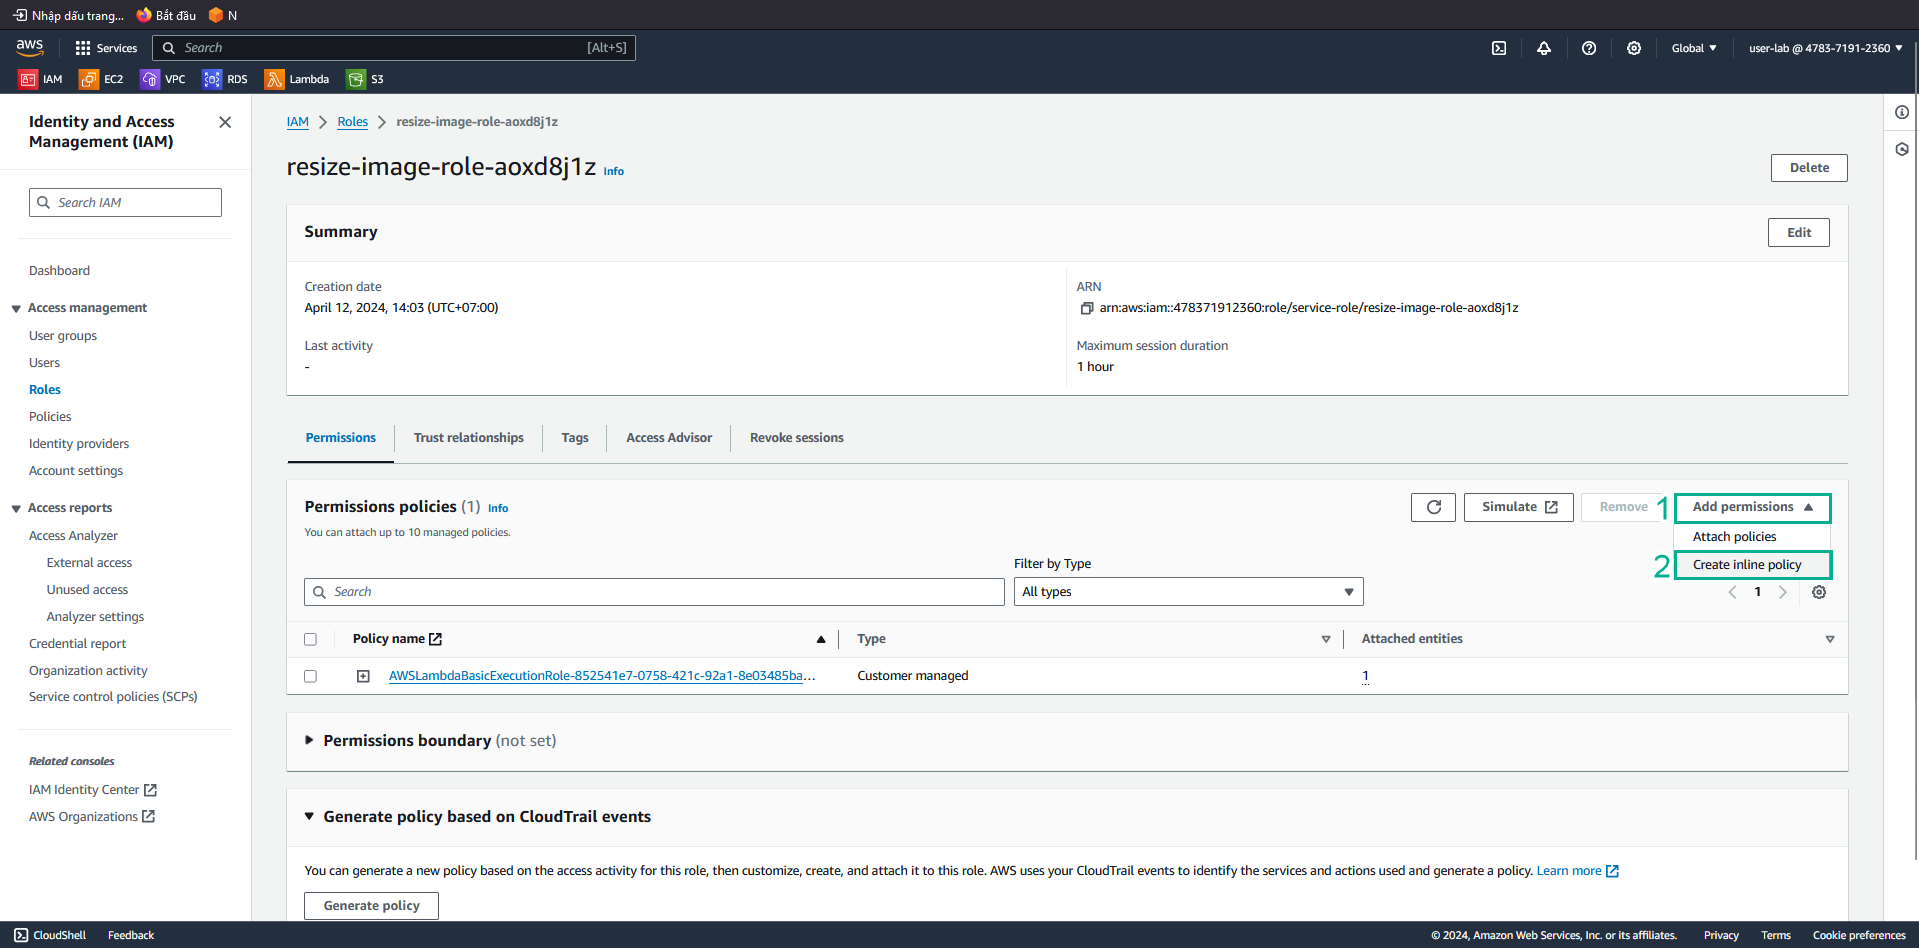 Nhập dấu trang... Bắt đầu N
aws Services Search [Alt+S] Global user-lab @ 4783-7191-2360
IAM EC2 VPC RDS Lambda S3
Identity and Access
Management (IAM)
Search IAM
Dashboard
Access management
User groups
Users
Roles
Policies
Identity providers
Account settings
Access reports
Access Analyzer
External access
Unused access
Analyzer settings
Credential report
Organization activity
Service control policies (SCPs)
Related consoles
IAM Identity Center
AWS Organizations
IAM Roles resize-image-role-aoxd8j1z
resize-image-role-aoxd8j1z Info
Delete
Summary
Edit
Creation date
April 12, 2024, 14:03 (UTC+07:00)
ARN
arn:aws:iam::478371912360:role/service-role/resize-image-role-aoxd8j1z
Last activity
-
Maximum session duration
1 hour
Permissions Trust relationships Tags Access Advisor Revoke sessions
Permissions policies (1) Info
You can attach up to 10 managed policies.
Simulate Remove 1 Add permissions
Attach policies
2 Create inline policy
Filter by Type
Search All types 1
Policy name Type Attached entities
AWSLambdaBasicExecutionRole-852541e7-0758-421c-92a1-8e03485ba... Customer managed 1
Permissions boundary (not set)
Generate policy based on CloudTrail events
You can generate a new policy based on the access activity for this role, then customize, create, and attach it to this role. AWS uses your CloudTrail events to identify the services and actions used and generate a policy. Learn more
Generate policy
CloudShell Feedback © 2024, Amazon Web Services, Inc. or its affiliates. Privacy Terms Cookie preferences